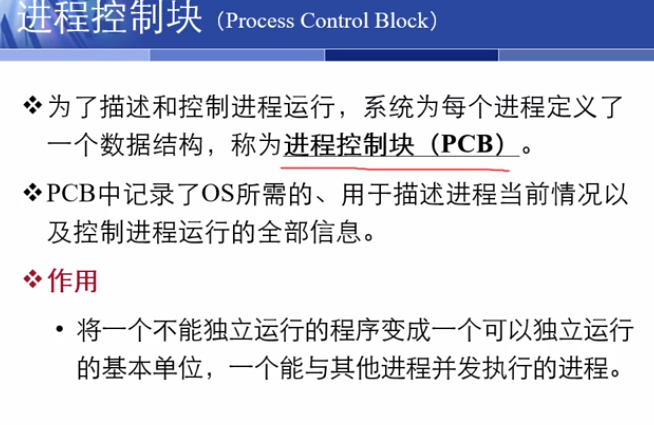 进程控制块（Process Control Block）
❖为了描述和控制进程运行，系统为每个进程定义了
一个数据结构，称为进程控制块（PCB）。
❖PCB中记录了OS所需的、用于描述进程当前情况以
及控制进程运行的全部信息。
❖作用
• 将一个不能独立运行的程序变成一个可以独立运行
的基本单位，一个能与其他进程并发执行的进程。